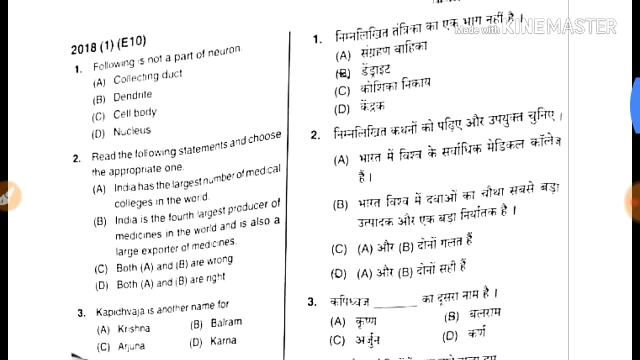 Made with KINEMASTER
2018 (1) (E10)
1. Following is not a part of neuron.
(A) Collecting duct
(B) Dendrite
(C) Cell body
(D) Nucleus
2. Read the following statements and choose
the appropriate one.
(A) India has the largest number of medical
colleges in the world.
(B) India is the fourth largest producer of
medicines in the world and is also a
large exporter of medicines.
(C) Both (A) and (B) are wrong
(D) Both (A) and (B) are right
3. Kapidhvaja is another name for
(A) Krishna (B) Balram
(C) Arjuna (D) Karna
1. निम्नलिखित तंत्रिका का एक भाग नहीं है ।
(A) संग्रहण वाहिका
(B) डेंड्राइट
(C) कोशिका निकाय
(D) केंद्रक
2. निम्नलिखित कथनों को पढ़िए और उपयुक्त चुनिए ।
(A) भारत में विश्व के सर्वाधिक मेडिकल कॉलेज
हैं ।
(B) भारत विश्व में दवाओं का चौथा सबसे बड़ा
उत्पादक और एक बड़ा निर्यातक है ।
(C) (A) और (B) दोनों गलत हैं
(D) (A) और (B) दोनों सही हैं
3. कपिध्वज ______ का दूसरा नाम है ।
(A) कृष्ण (B) बलराम
(C) अर्जुन (D) कर्ण